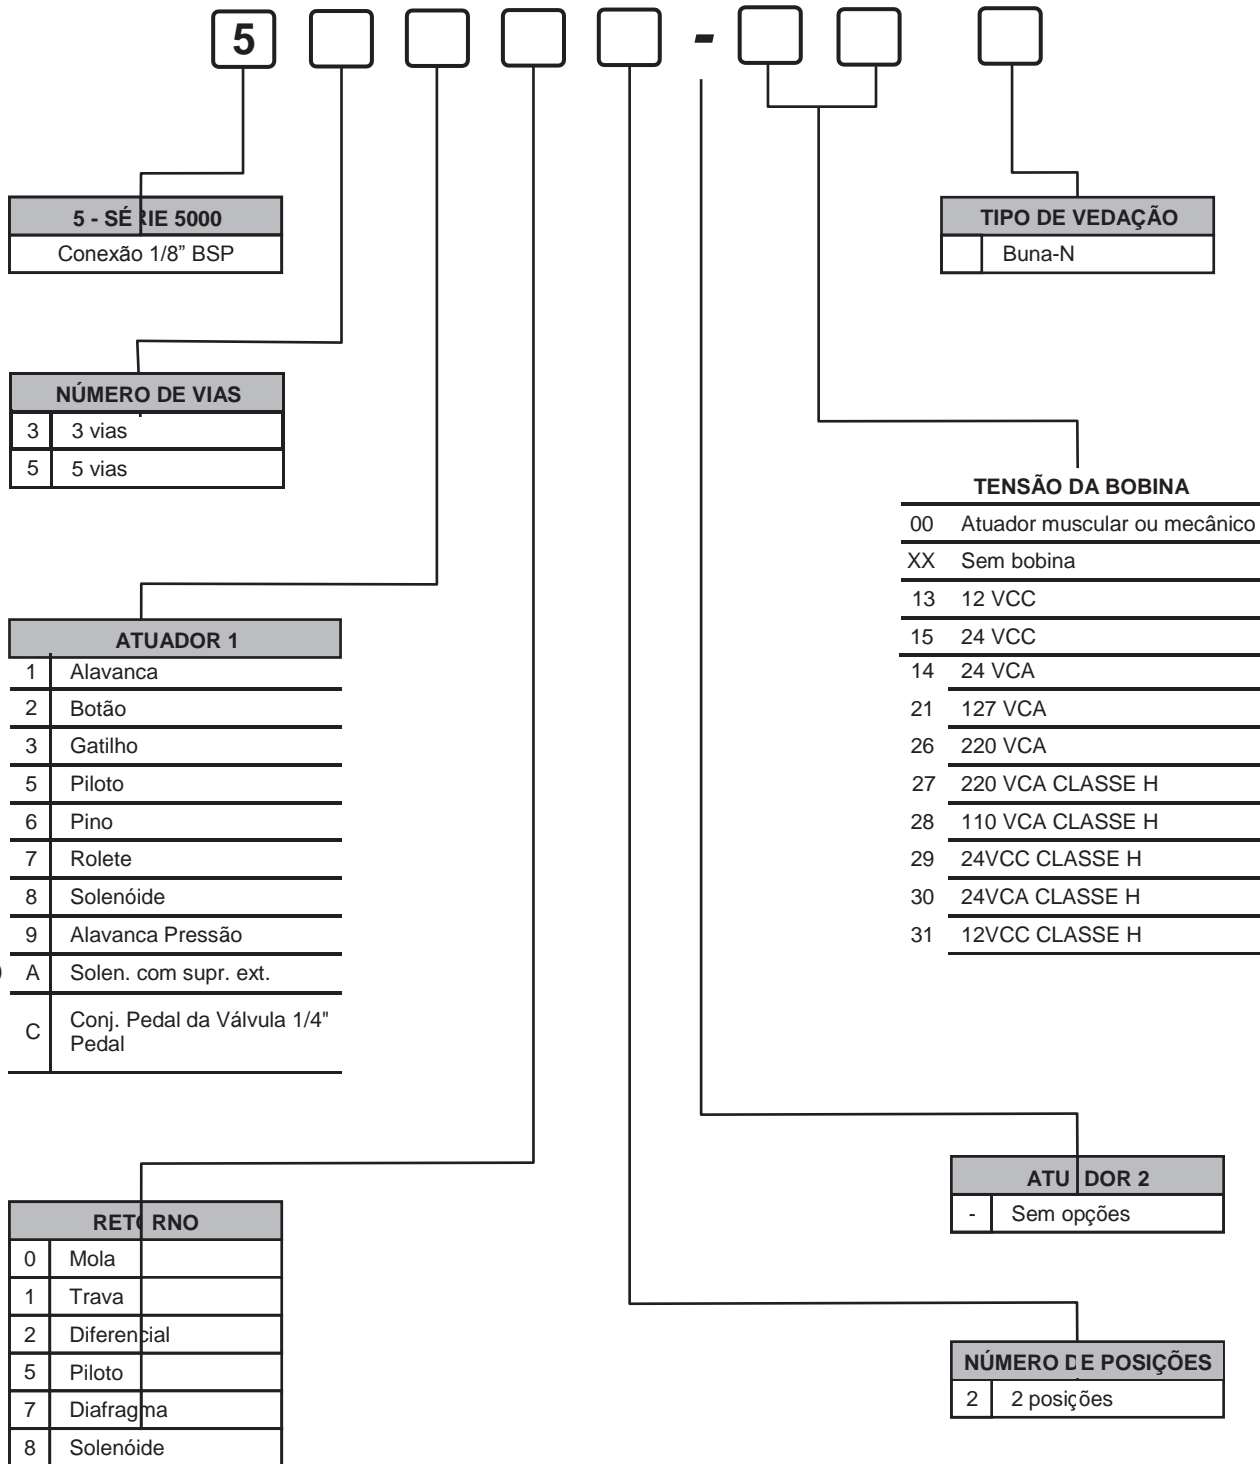 5 -
5 - SÉRIE 5000
Conexão 1/8” BSP
TIPO DE VEDAÇÃO
Buna-N
NÚMERO DE VIAS
3 3 vias
5 5 vias
TENSÃO DA BOBINA
00 Atuador muscular ou mecânico
XX Sem bobina
13 12 VCC
15 24 VCC
14 24 VCA
21 127 VCA
26 220 VCA
27 220 VCA CLASSE H
28 110 VCA CLASSE H
29 24VCC CLASSE H
30 24VCA CLASSE H
31 12VCC CLASSE H
ATUADOR 1
1 Alavanca
2 Botão
3 Gatilho
5 Piloto
6 Pino
7 Rolete
8 Solenóide
9 Alavanca Pressão
) A Solen. com supr. ext.
C Conj. Pedal da Válvula 1/4"
Pedal
ATUADOR 2
- Sem opções
RETORNO
0 Mola
1 Trava
2 Diferencial
5 Piloto
7 Diafragma
8 Solenóide
NÚMERO DE POSIÇÕES
2 2 posições